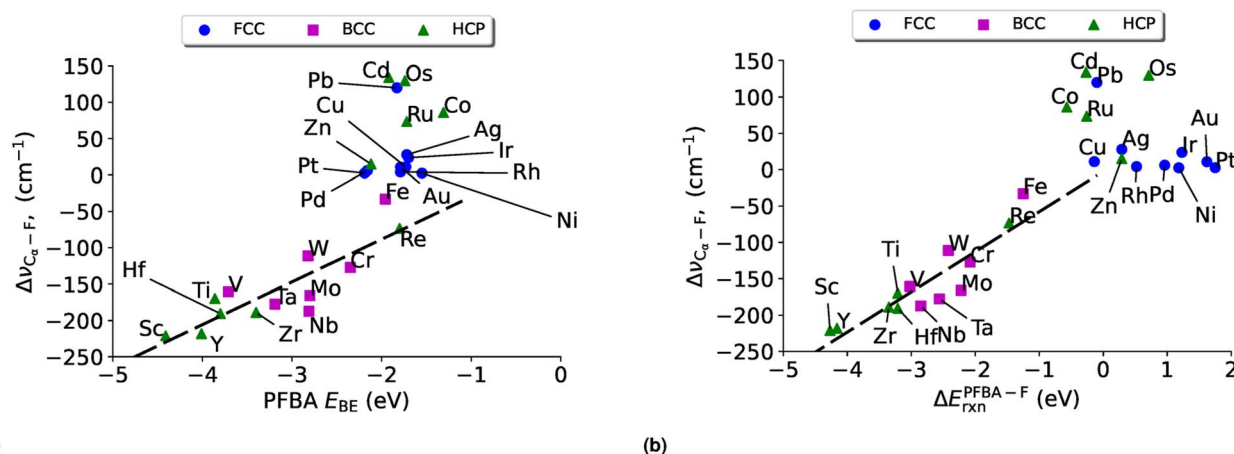 FCC BCC HCP
150
100
50
0
−50
−100
−150
−200
−250
Δν_Cα−F, (cm⁻¹)
Cd
Os
Pb
Cu
Ru
Co
Zn
Ag
Ir
Pt
Rh
Pd
Fe
Au
Ni
Re
W
Cr
Hf
Ti
V
Ta
Mo
Nb
Sc
Y
Zr
−5 −4 −3 −2 −1 0
PFBA E_BE (eV)
FCC BCC HCP
150
100
50
0
−50
−100
−150
−200
−250
Δν_Cα−F, (cm⁻¹)
Cd
Os
Pb
Co
Ru
Au
Cu
Ag
Ir
Pt
Zn
Rh
Pd
Ni
Fe
Re
Ti
W
Cr
V
Mo
Sc
Y
Zr
Hf
Nb
Ta
−5 −4 −3 −2 −1 0 1 2
ΔE_rxn^PFBA−F (eV)
(b)